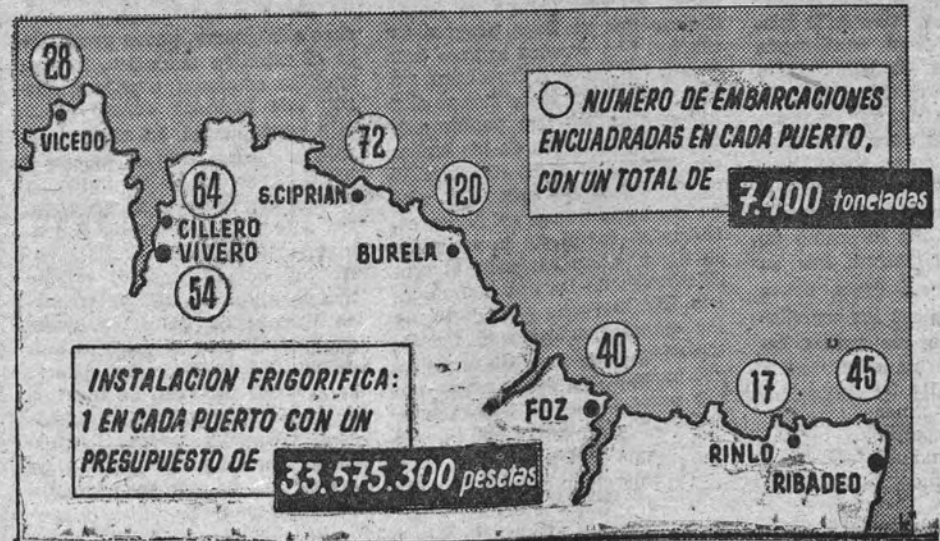 28
VICEDO
NUMERO DE EMBARCACIONES
ENCUADRADAS EN CADA PUERTO,
CON UN TOTAL DE
7.400 toneladas
72
64
S.CIPRIAN
120
CILLERO
VIVERO
BURELA
54
INSTALACION FRIGORIFICA:
1 EN CADA PUERTO CON UN
PRESUPUESTO DE
33.575.300 pesetas
40
FOZ
17
45
RINLO
RIBADEO